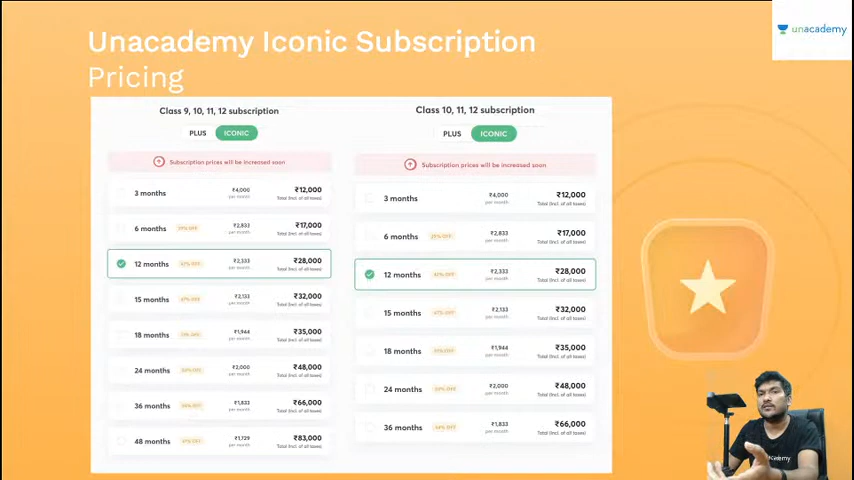 Unacademy Iconic Subscription
Pricing
unacademy
Class 9, 10, 11, 12 subscription
PLUS ICONIC
Subscription prices will be increased soon
3 months ₹4,000 per month ₹12,000 Total (Incl. of all taxes)
6 months ₹2,833 per month ₹17,000 Total (Incl. of all taxes)
12 months ₹2,333 per month ₹28,000 Total (Incl. of all taxes)
15 months 47% OFF ₹2,133 per month ₹32,000 Total (Incl. of all taxes)
18 months ₹1,944 per month ₹35,000 Total (Incl. of all taxes)
24 months ₹2,000 per month ₹48,000 Total (Incl. of all taxes)
36 months ₹1,833 per month ₹66,000 Total (Incl. of all taxes)
48 months ₹1,729 per month ₹83,000 Total (Incl. of all taxes)
Class 10, 11, 12 subscription
PLUS ICONIC
Subscription prices will be increased soon
3 months ₹4,000 per month ₹12,000 Total (Incl. of all taxes)
6 months ₹2,833 per month ₹17,000 Total (Incl. of all taxes)
12 months ₹2,333 per month ₹28,000 Total (Incl. of all taxes)
15 months 47% OFF ₹2,133 per month ₹32,000 Total (Incl. of all taxes)
18 months ₹1,944 per month ₹35,000 Total (Incl. of all taxes)
24 months ₹2,000 per month ₹48,000 Total (Incl. of all taxes)
36 months ₹1,833 per month ₹66,000 Total (Incl. of all taxes)